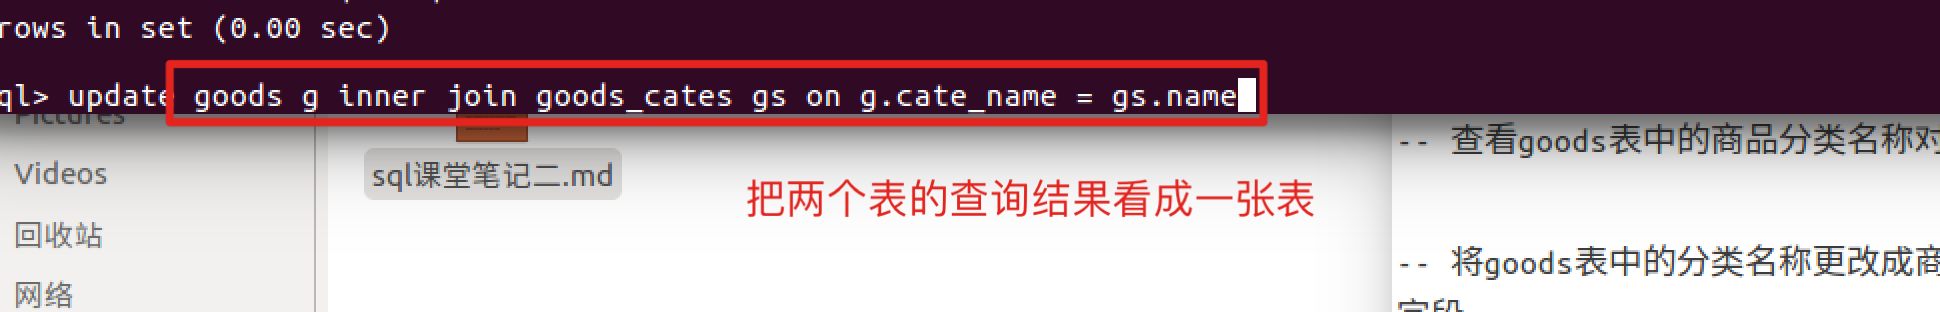 rows in set (0.00 sec)
ql> update goods g inner join goods_cates gs on g.cate_name = gs.name
Pictures
Videos
回收站
网络
sql课堂笔记二.md
把两个表的查询结果看成一张表
-- 查看goods表中的商品分类名称对
-- 将goods表中的分类名称更改成商
字段